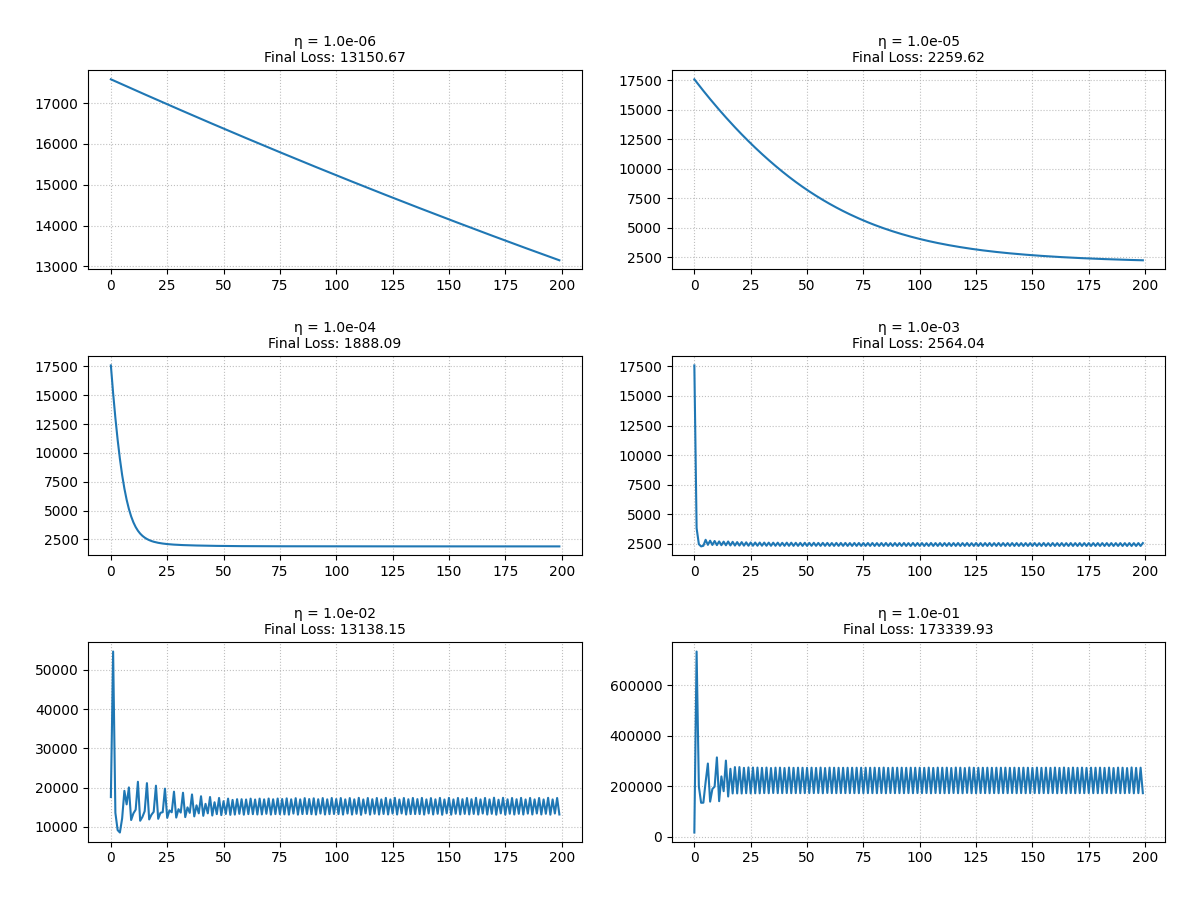 η = 1.0e-06
Final Loss: 13150.67
17000
16000
15000
14000
13000
0 25 50 75 100 125 150 175 200
η = 1.0e-05
Final Loss: 2259.62
17500
15000
12500
10000
7500
5000
2500
0 25 50 75 100 125 150 175 200
η = 1.0e-04
Final Loss: 1888.09
17500
15000
12500
10000
7500
5000
2500
0 25 50 75 100 125 150 175 200
η = 1.0e-03
Final Loss: 2564.04
17500
15000
12500
10000
7500
5000
2500
0 25 50 75 100 125 150 175 200
η = 1.0e-02
Final Loss: 13138.15
50000
40000
30000
20000
10000
0 25 50 75 100 125 150 175 200
η = 1.0e-01
Final Loss: 173339.93
600000
400000
200000
0
0 25 50 75 100 125 150 175 200